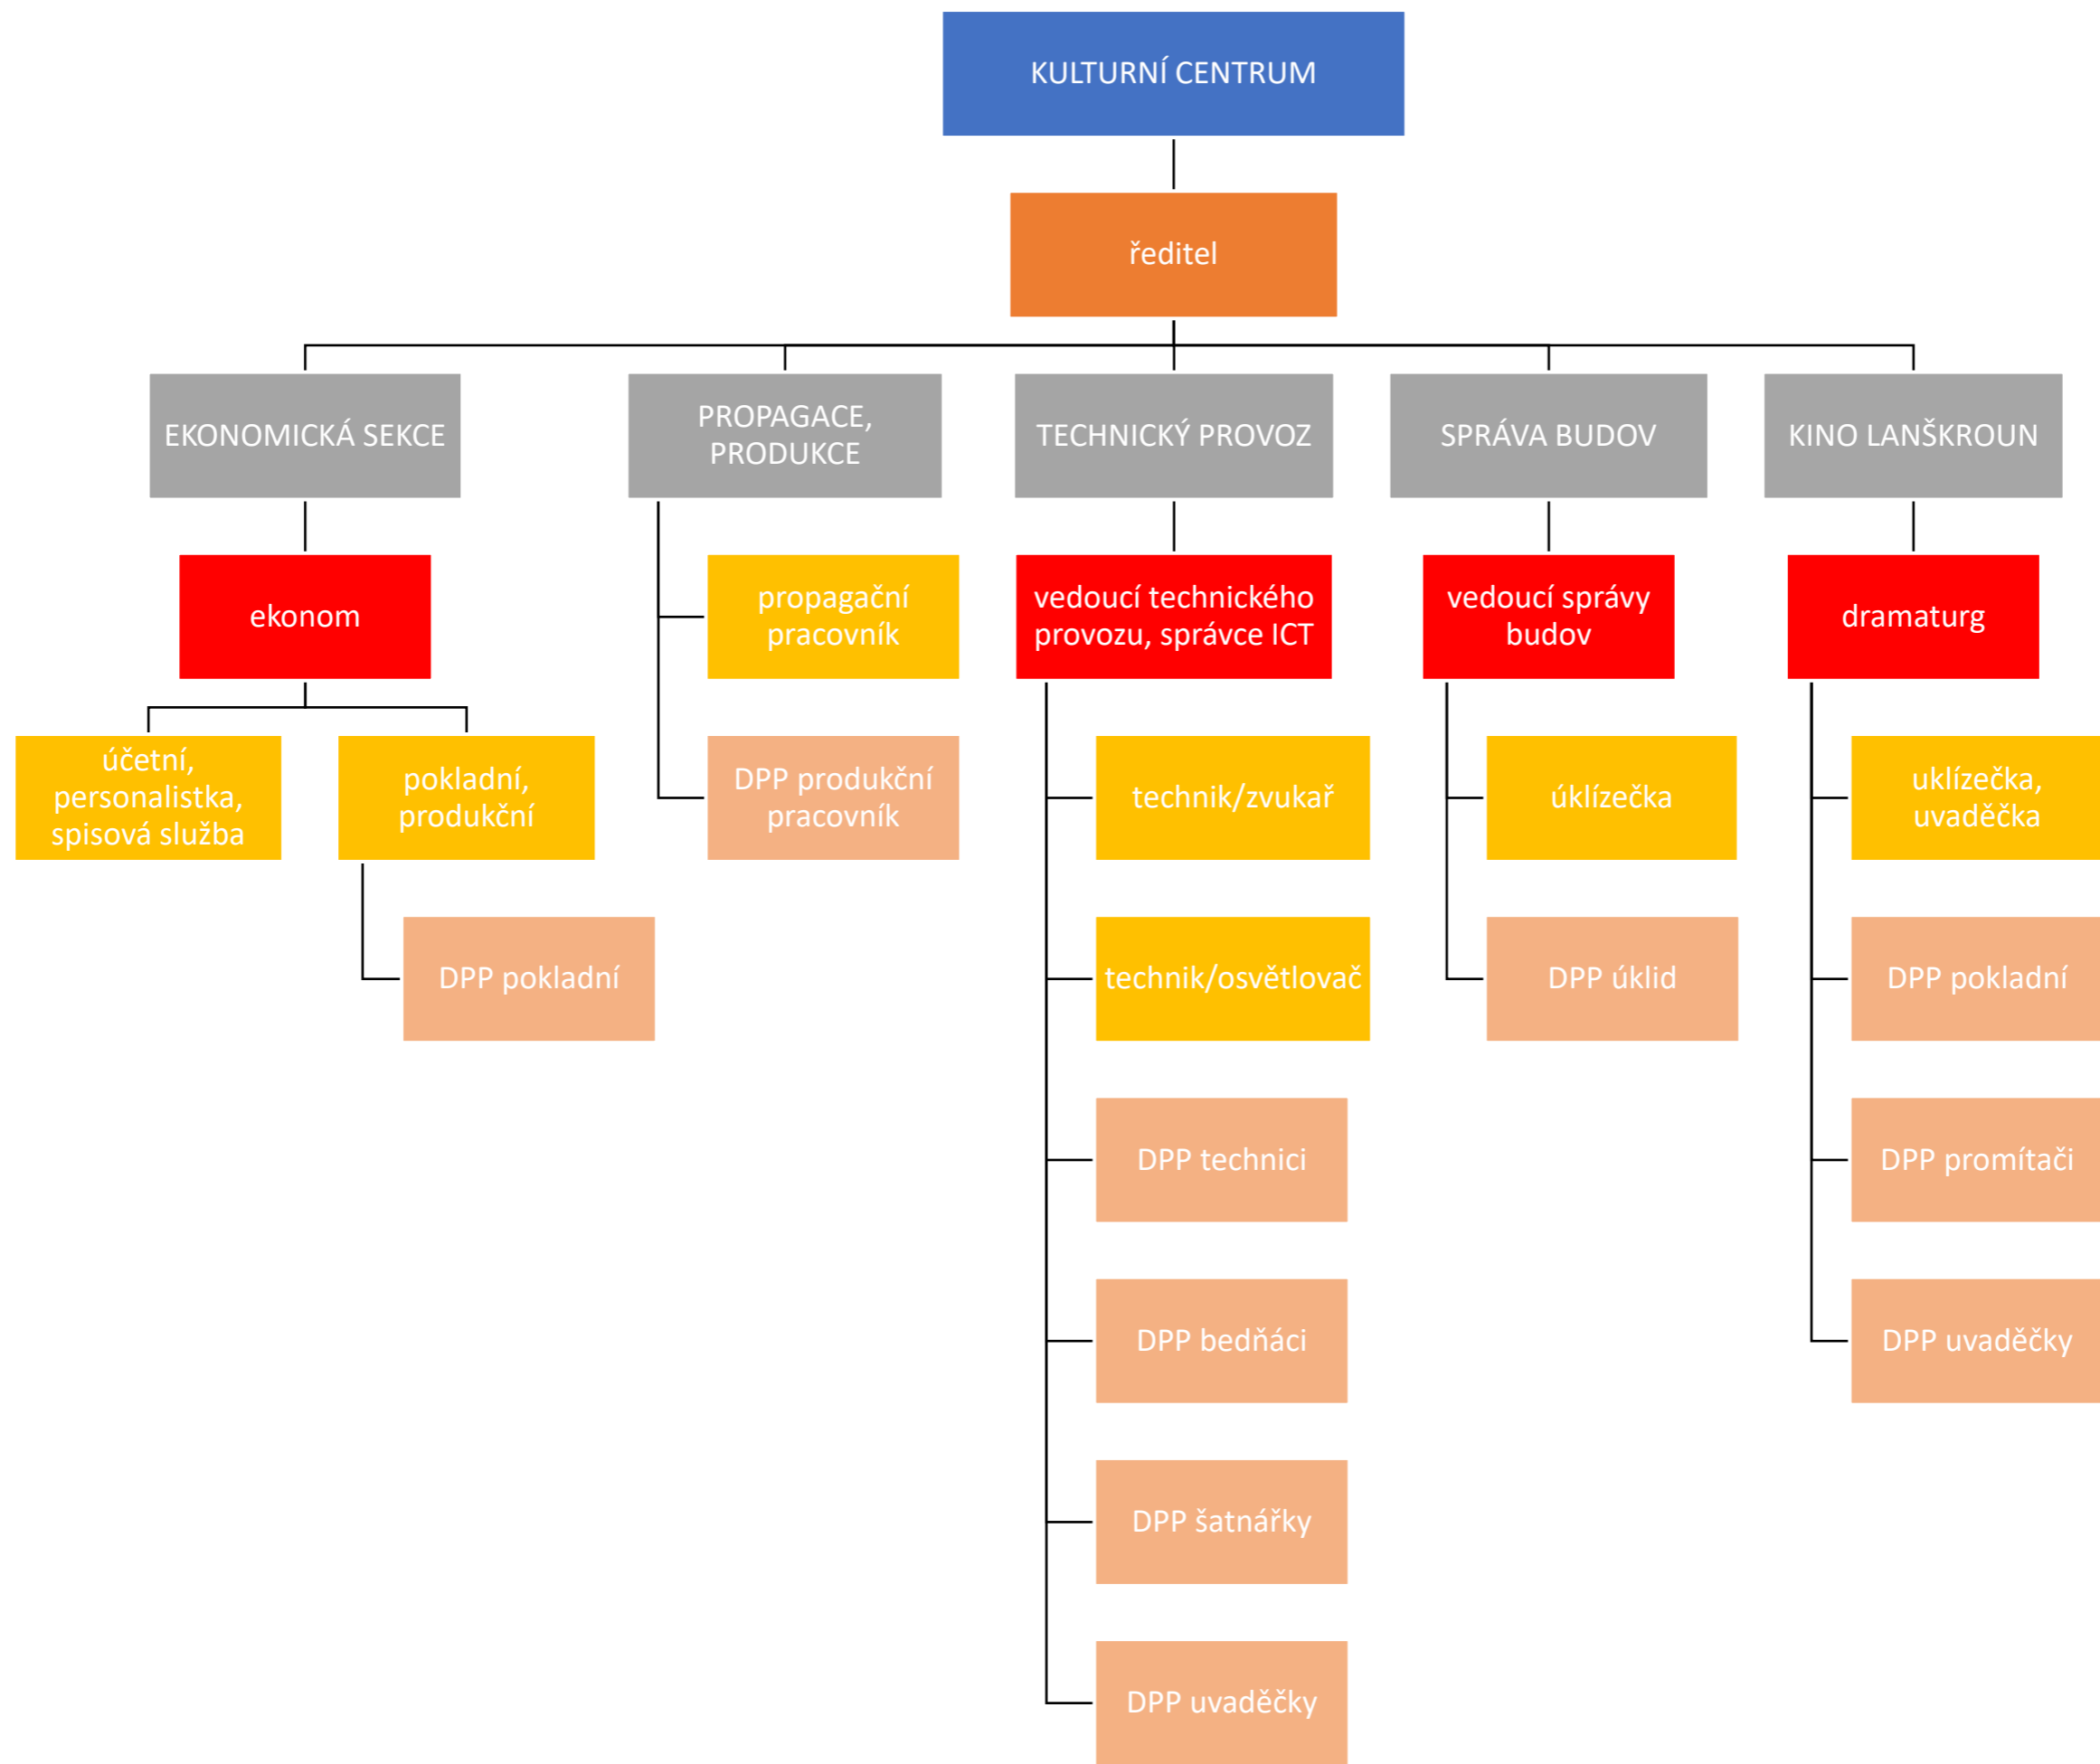 KULTURNÍ CENTRUM
ředitel
EKONOMICKÁ SEKCE
PROPAGACE,
PRODUKCE
TECHNICKÝ PROVOZ
SPRÁVA BUDOV
KINO LANŠKROUN
ekonom
propagační
pracovník
vedoucí technického
provozu, správce ICT
vedoucí správy
budov
dramaturg
účetní,
personalistka,
spisová služba
pokladní,
produkční
DPP produkční
pracovník
technik/zvukař
úklízečka
uklízečka,
uvaděčka
DPP pokladní
technik/osvětlovač
DPP úklid
DPP pokladní
DPP technici
DPP promítači
DPP bedňáci
DPP uvaděčky
DPP šatnářky
DPP uvaděčky